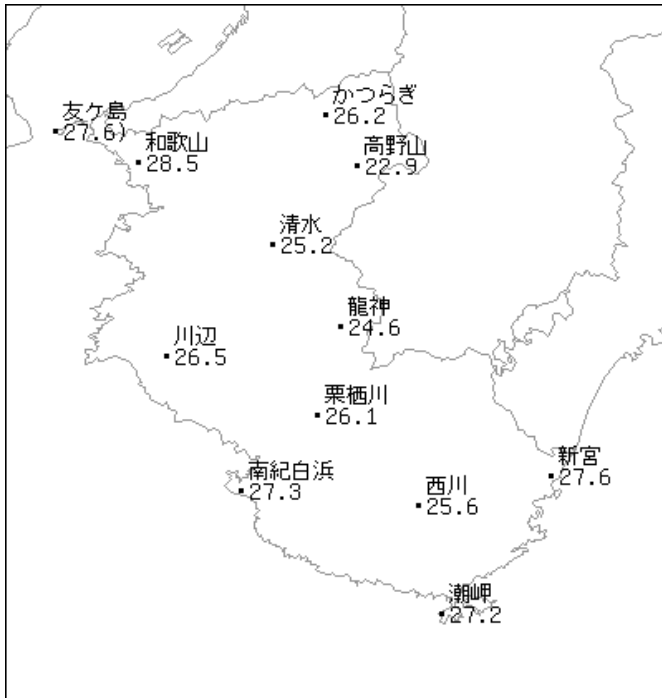 かつらぎ
26.2
友ケ島
27.6)
和歌山
28.5
高野山
22.9
清水
25.2
龍神
24.6
川辺
26.5
栗栖川
26.1
新宮
27.6
南紀白浜
27.3
西川
25.6
潮岬
27.2